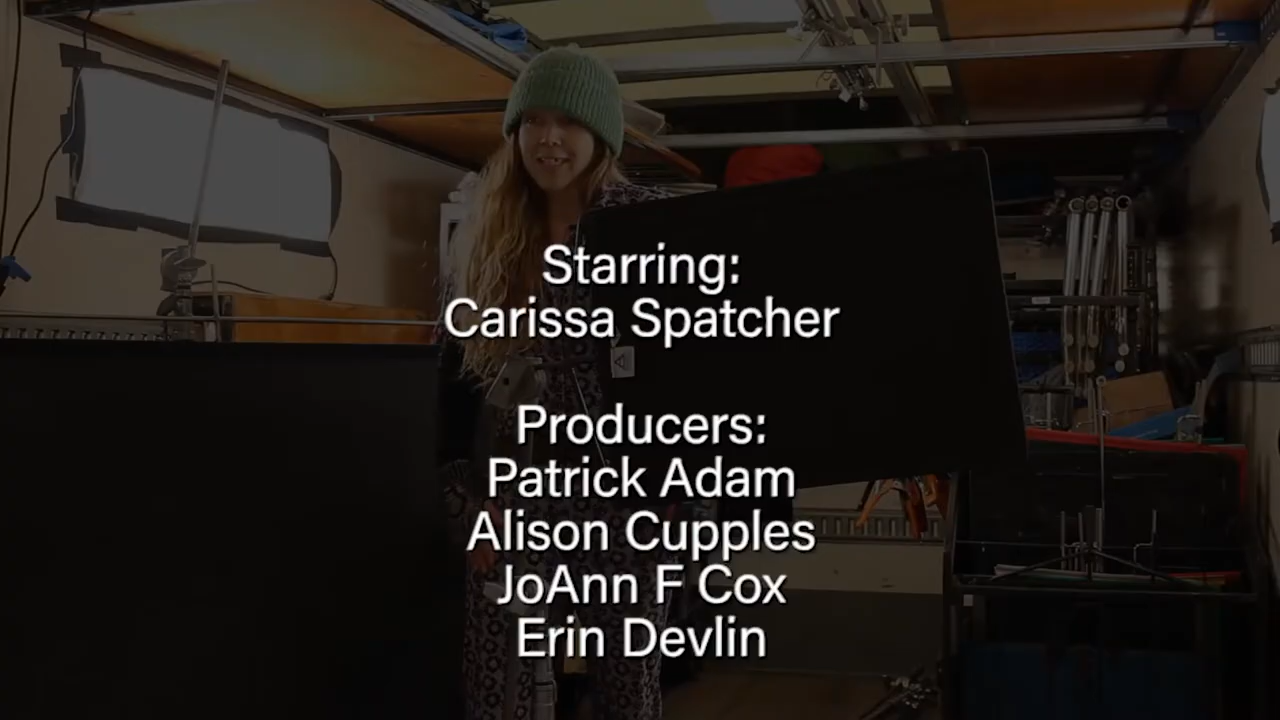 Starring:
Carissa Spatcher
Producers:
Patrick Adam
Alison Cupples
JoAnn F Cox
Erin Devlin